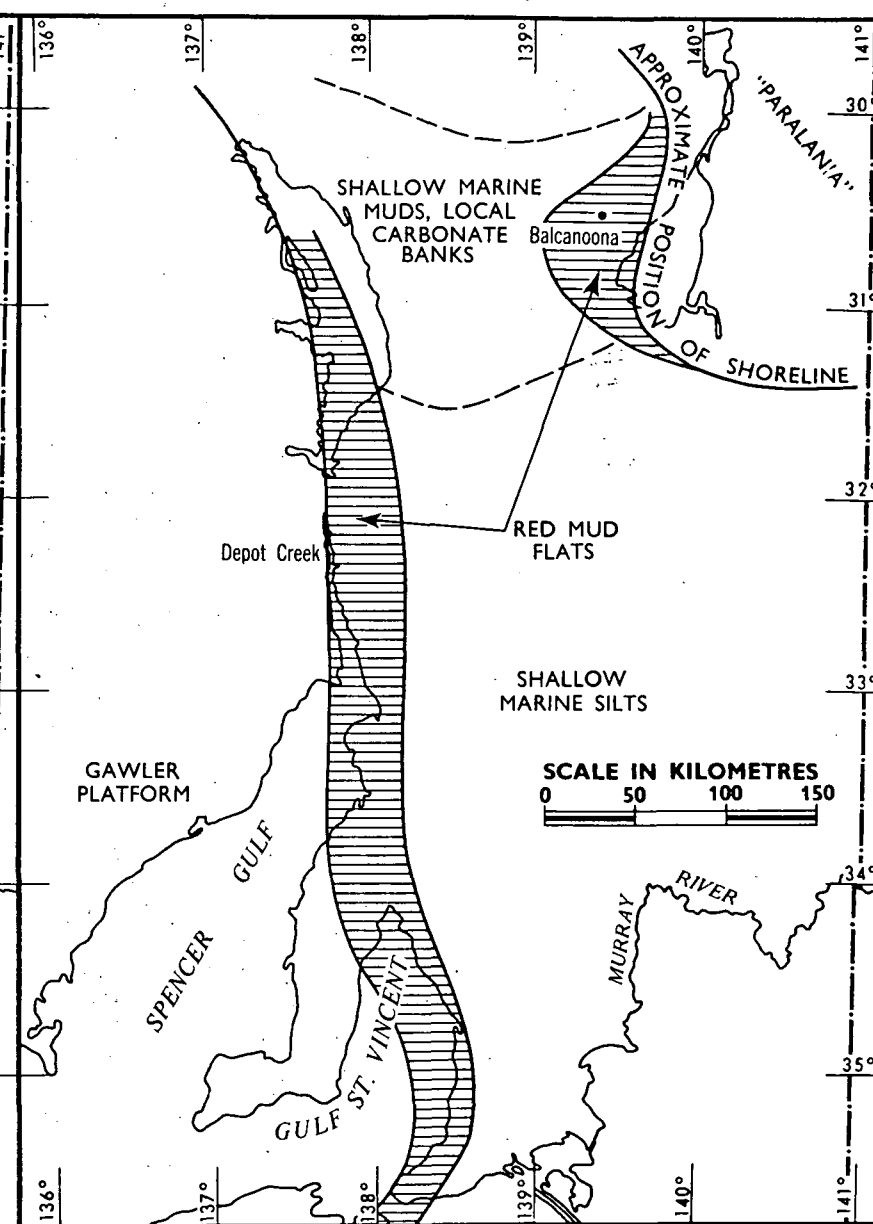 136°
137°
138°
139°
140°
141°
APPROXIMATE POSITION OF SHORELINE
"PARALANIA"
30°
SHALLOW MARINE
MUDS, LOCAL
CARBONATE
BANKS
Balcanoona
31°
32°
RED MUD
FLATS
Depot Creek
SHALLOW
MARINE SILTS
33°
GAWLER
PLATFORM
SCALE IN KILOMETRES
0 50 100 150
SPENCER GULF
34°
MURRAY RIVER
GULF ST. VINCENT
35°
136°
137°
138°
139°
140°
141°